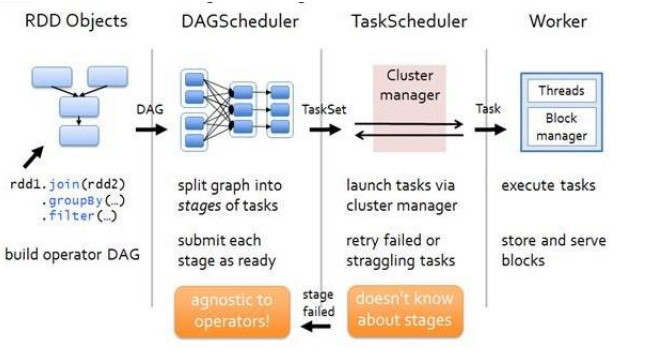 RDD Objects
DAGScheduler
TaskScheduler
Worker
DAG
TaskSet
Cluster
manager
Task
Threads
Block
manager
rdd1.join(rdd2)
.groupBy(…)
.filter(…)
build operator DAG
split graph into
stages of tasks
submit each
stage as ready
launch tasks via
cluster manager
retry failed or
straggling tasks
execute tasks
store and serve
blocks
agnostic to
operators!
stage
failed
doesn't know
about stages